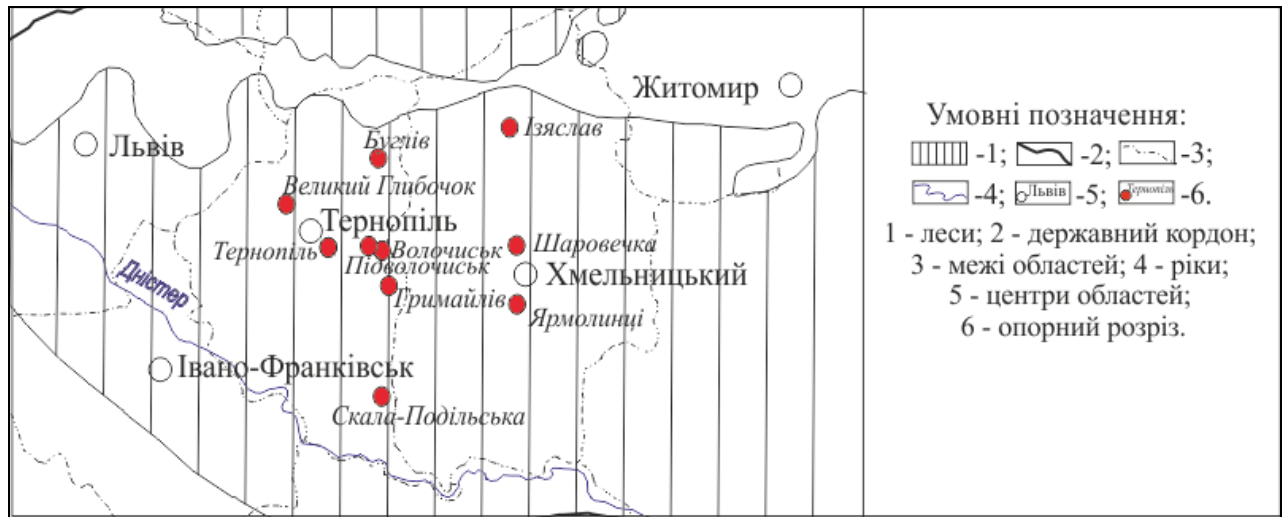 Житомир
Ізяслав
Львів
Буглів
Великий Глибочок
Тернопіль
Тернопіль
Волочиськ
Підволочиськ
Шаровечка
Хмельницький
Дністер
Гримайлів
Ярмолинці
Івано-Франківськ
Скала-Подільська
Умовні позначення:
-1; -2; -3;
-4; Львів -5; Тернопіль -6.
1 - леси; 2 - державний кордон;
3 - межі областей; 4 - ріки;
5 - центри областей;
6 - опорний розріз.